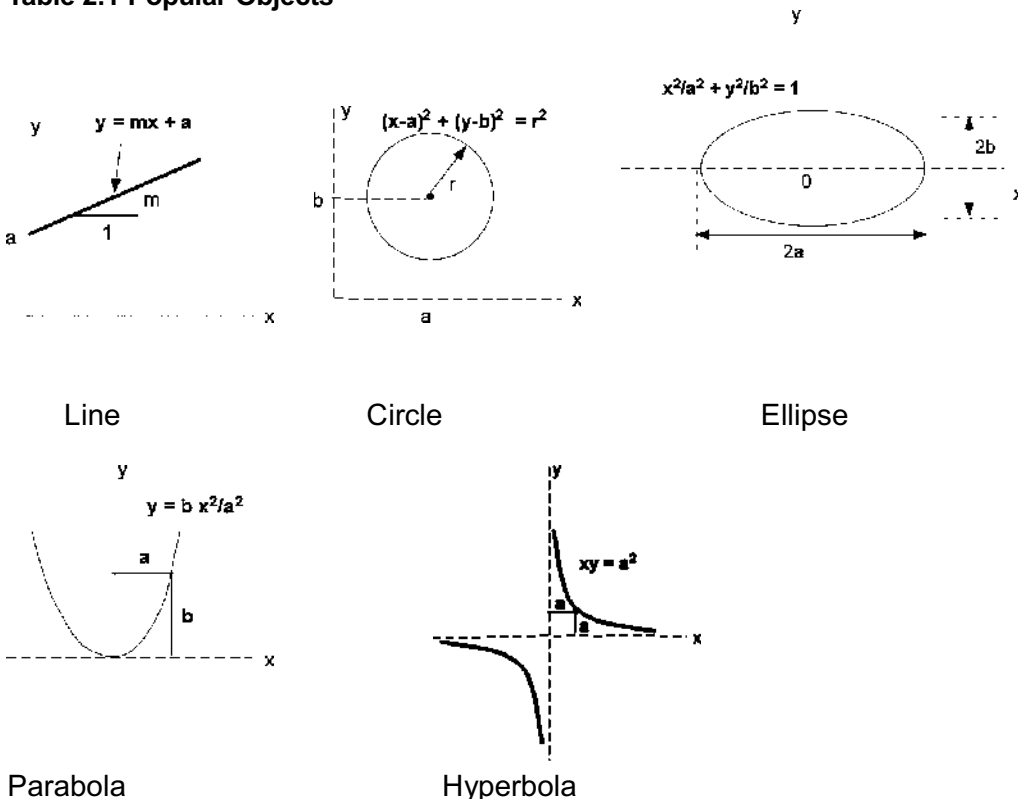 Table 2.1 Popular Objects
y
y = mx + a
m
1
a
x
Line
y
(x-a)² + (y-b)² = r²
r
b
x
a
Circle
y
x²/a² + y²/b² = 1
2b
0
x
2a
Ellipse
y
y = b x²/a²
a
b
x
Parabola
y
xy = a²
a
a
x
Hyperbola